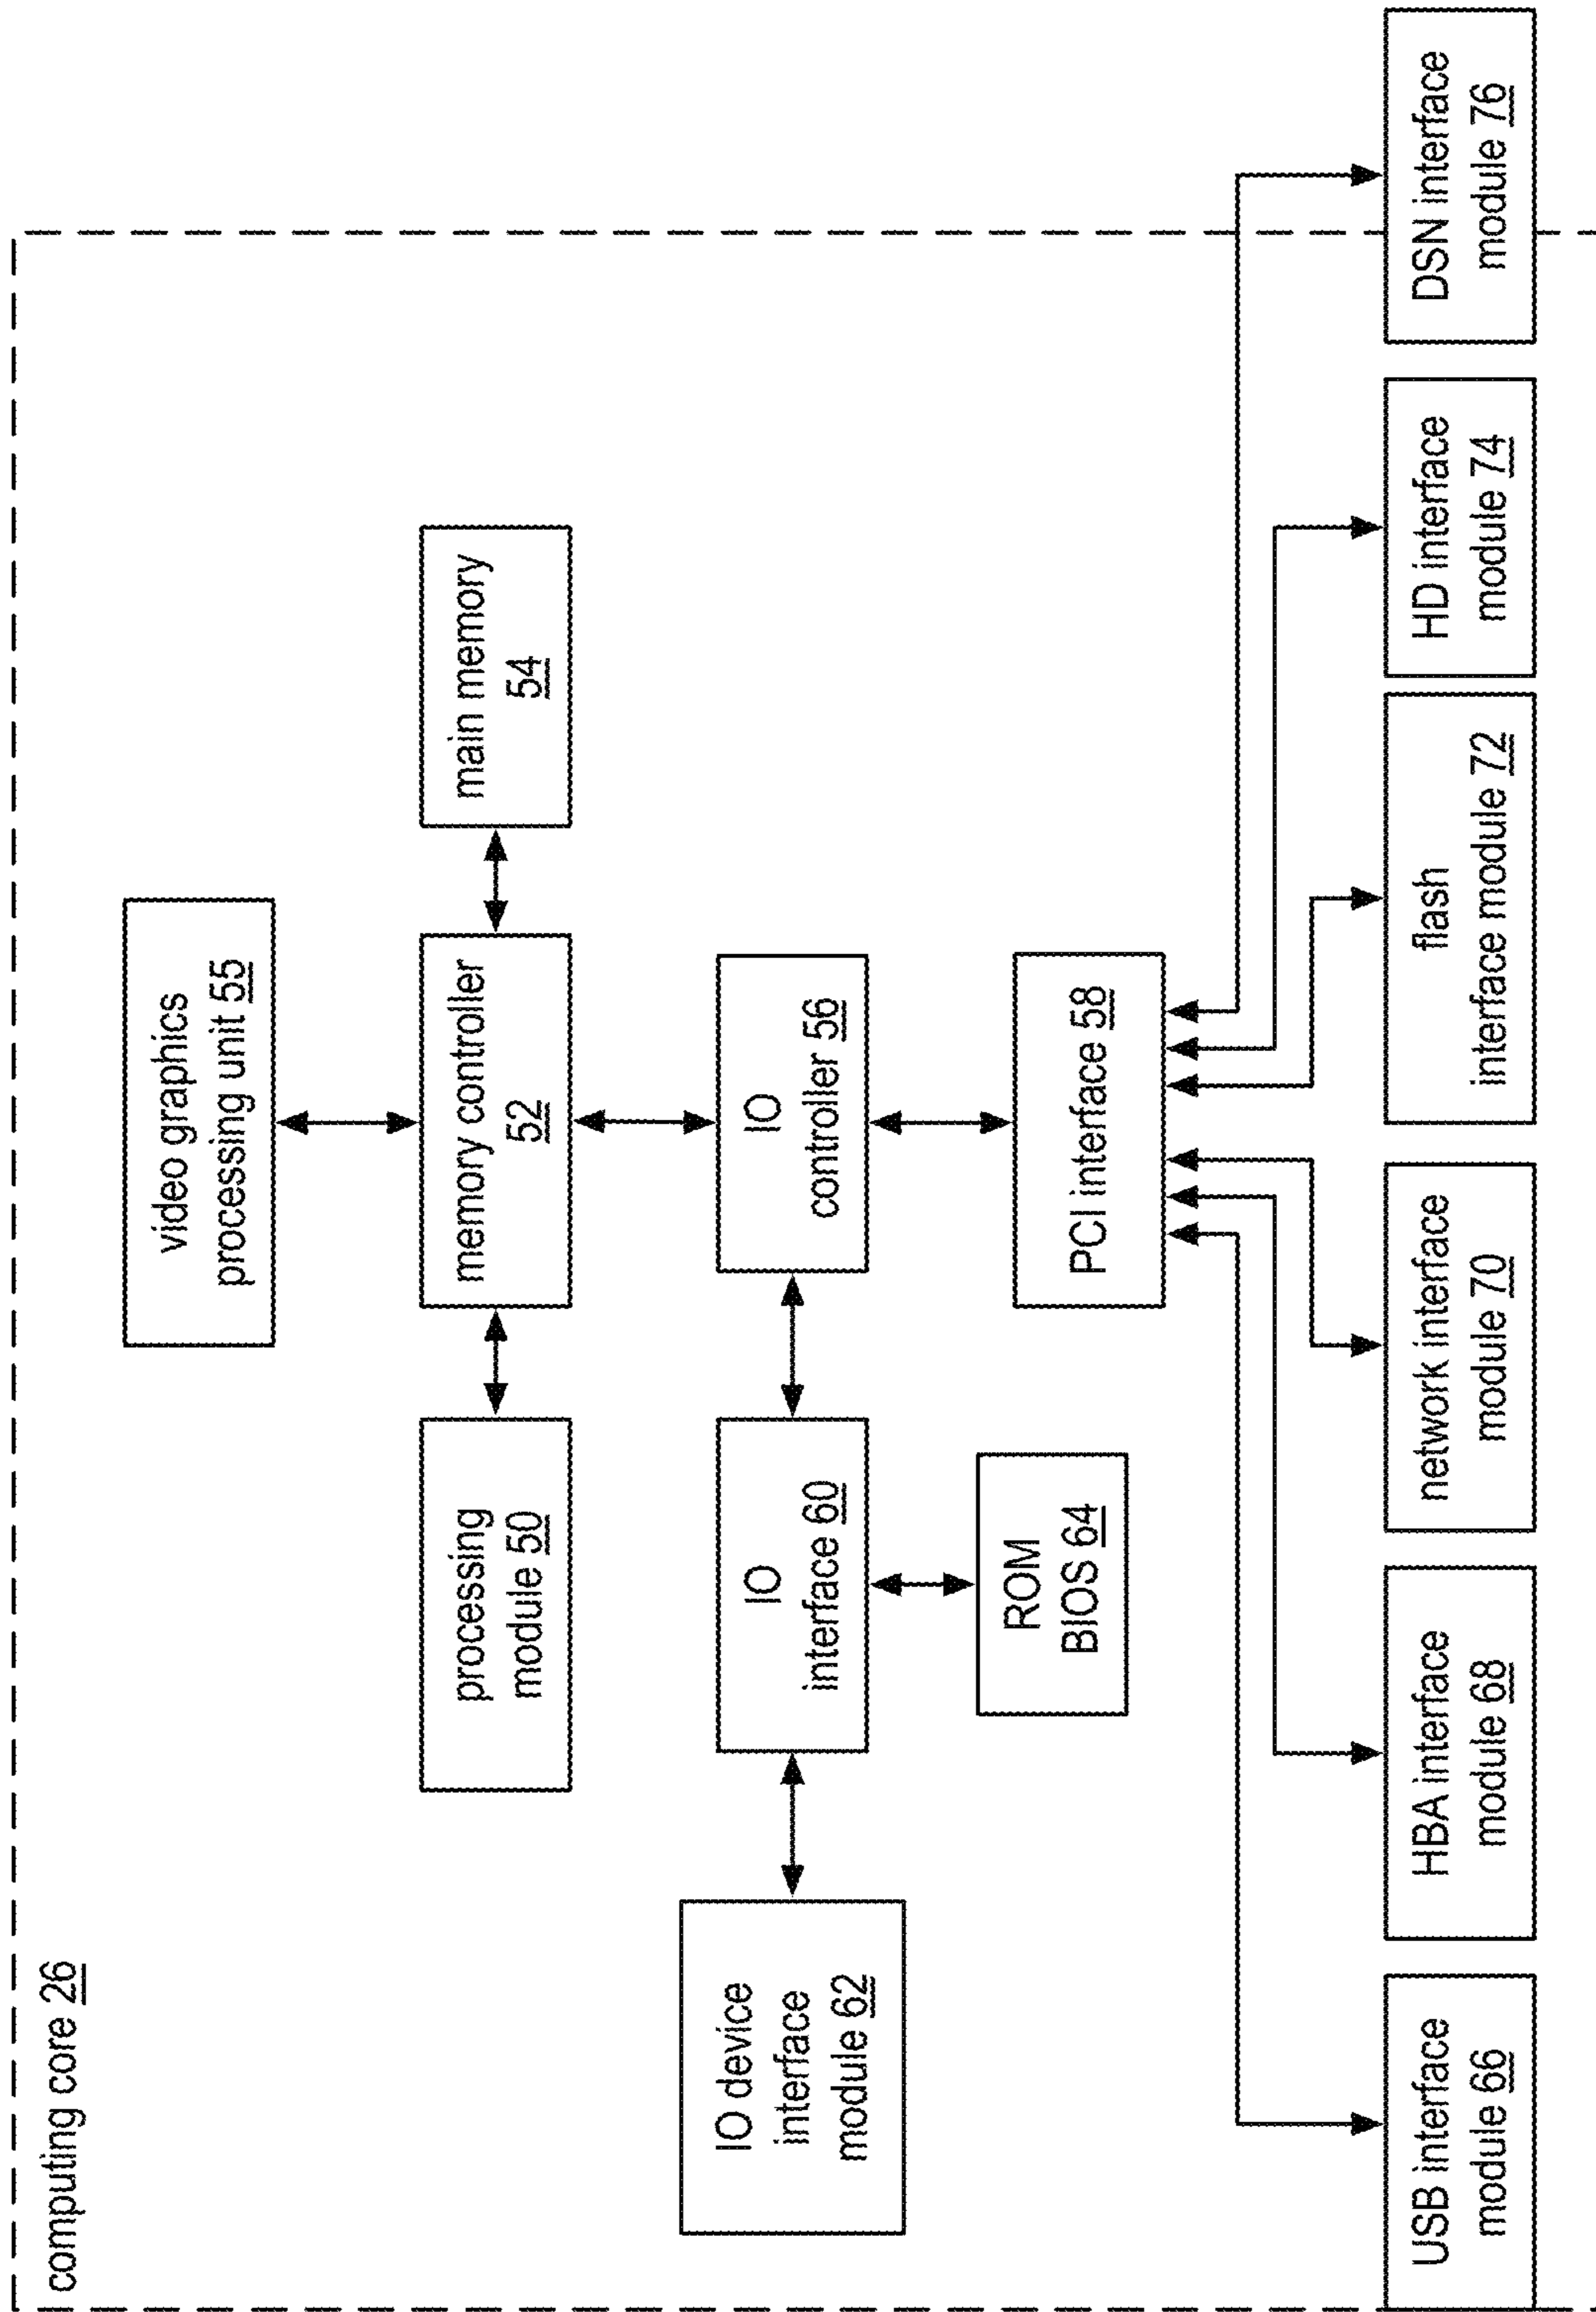 computing core 26
video graphics
processing unit 55
processing
module 50
memory controller
52
main memory
54
IO device
interface
module 62
IO
interface 60
IO
controller 56
ROM
BIOS 64
PCI interface 58
USB interface
module 66
HBA interface
module 68
network interface
module 70
flash
interface module 72
HD interface
module 74
DSN interface
module 76